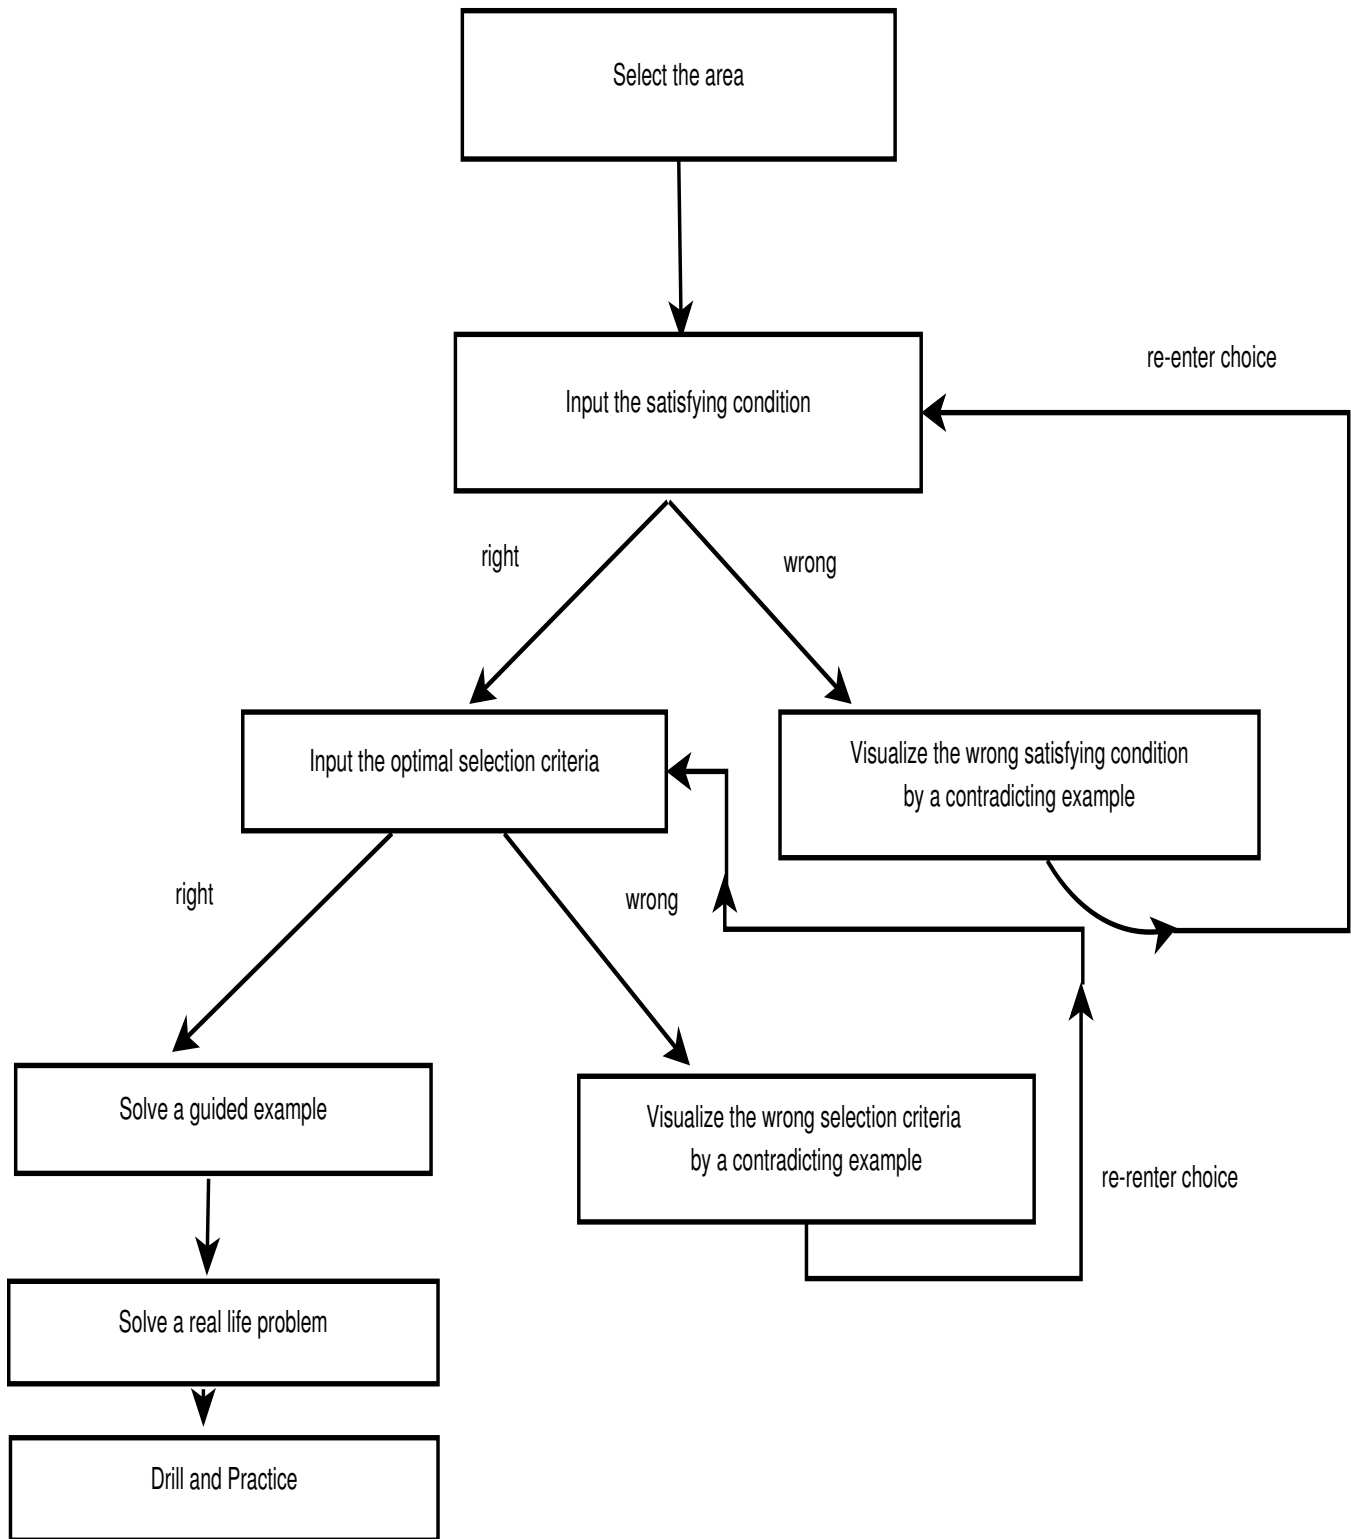 Select the area
Input the satisfying condition
re-enter choice
right
wrong
Input the optimal selection criteria
Visualize the wrong satisfying condition
by a contradicting example
right
wrong
Solve a guided example
Visualize the wrong selection criteria
by a contradicting example
re-renter choice
Solve a real life problem
Drill and Practice